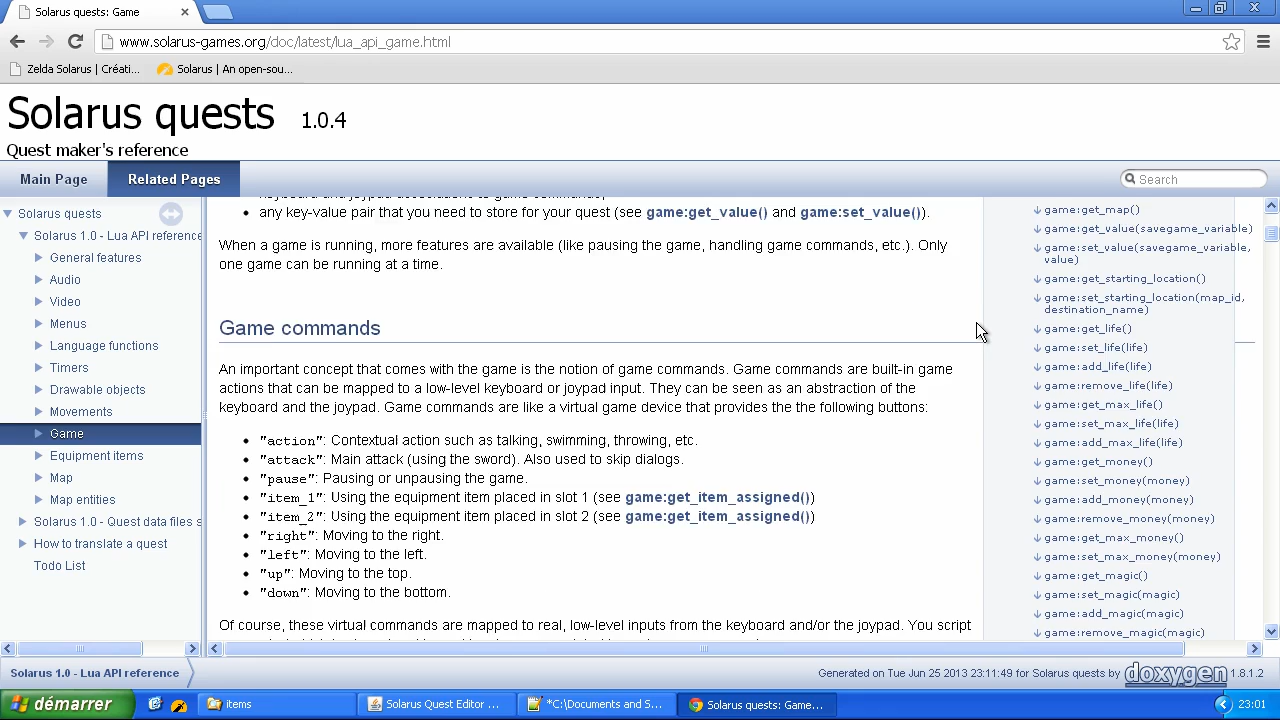 Solarus quests: Game
www.solarus-games.org/doc/latest/lua_api_game.html
Zelda Solarus | Créati...
Solarus | An open-sou...
Solarus quests 1.0.4
Quest maker's reference
Main Page
Related Pages
Search
Solarus quests
Solarus 1.0 - Lua API reference
General features
Audio
Video
Menus
Language functions
Timers
Drawable objects
Movements
Game
Equipment items
Map
Map entities
Solarus 1.0 - Quest data files s
How to translate a quest
Todo List
any key-value pair that you need to store for your quest (see game:get_value() and game:set_value()).
When a game is running, more features are available (like pausing the game, handling game commands, etc.). Only
one game can be running at a time.
Game commands
An important concept that comes with the game is the notion of game commands. Game commands are built-in game
actions that can be mapped to a low-level keyboard or joypad input. They can be seen as an abstraction of the
keyboard and the joypad. Game commands are like a virtual game device that provides the the following buttons:
"action": Contextual action such as talking, swimming, throwing, etc.
"attack": Main attack (using the sword). Also used to skip dialogs.
"pause": Pausing or unpausing the game.
"item_1": Using the equipment item placed in slot 1 (see game:get_item_assigned())
"item_2": Using the equipment item placed in slot 2 (see game:get_item_assigned())
"right": Moving to the right.
"left": Moving to the left.
"up": Moving to the top.
"down": Moving to the bottom.
Of course, these virtual commands are mapped to real, low-level inputs from the keyboard and/or the joypad. You script
game:get_map()
game:get_value(savegame_variable)
game:set_value(savegame_variable,
value)
game:get_starting_location()
game:set_starting_location(map_id,
destination_name)
game:get_life()
game:set_life(life)
game:add_life(life)
game:remove_life(life)
game:get_max_life()
game:set_max_life(life)
game:add_max_life(life)
game:get_money()
game:set_money(money)
game:add_money(money)
game:remove_money(money)
game:get_max_money()
game:set_max_money(money)
game:get_magic()
game:set_magic(magic)
game:add_magic(magic)
game:remove_magic(magic)
Solarus 1.0 - Lua API reference
Generated on Tue Jun 25 2013 23:11:49 for Solarus quests by doxygen 1.8.1.2
démarrer
items
Solarus Quest Editor ...
*C:\Documents and S...
Solarus quests: Game...
23:01